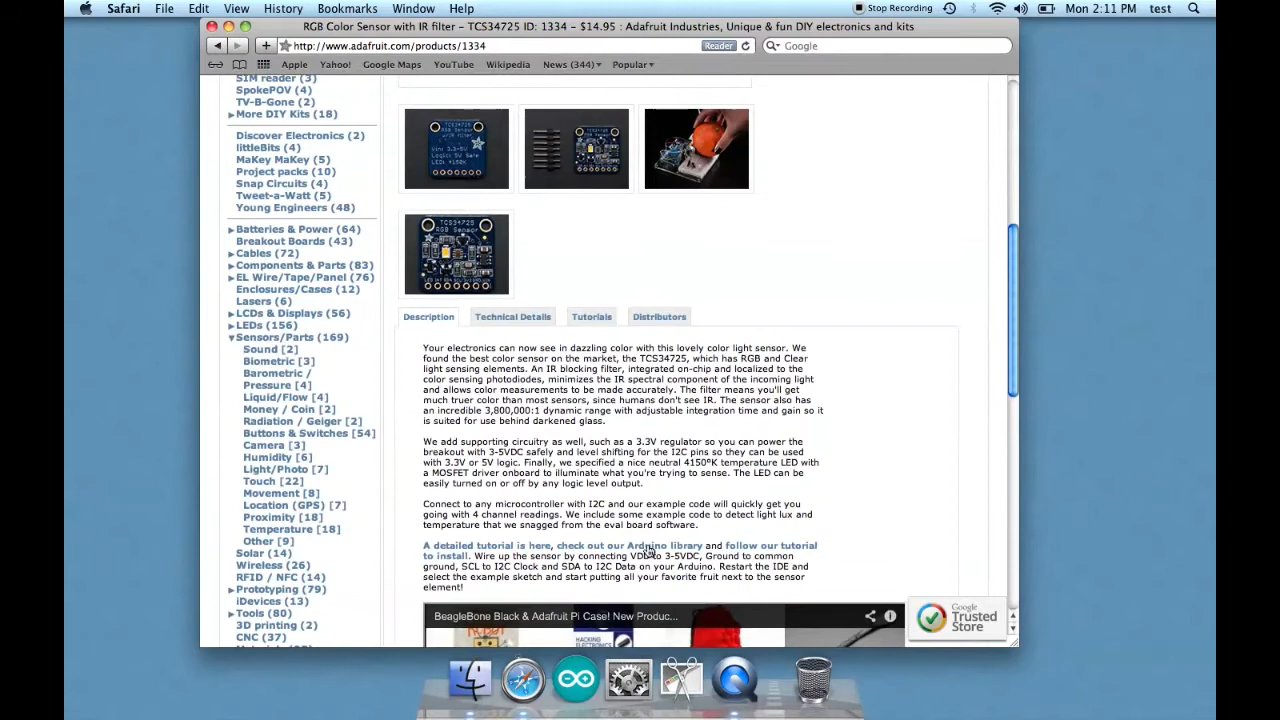 Safari File Edit View History Bookmarks Window Help Stop Recording Mon 2:11 PM test
RGB Color Sensor with IR filter - TCS34725 ID: 1334 - $14.95 : Adafruit Industries, Unique & fun DIY electronics and kits
http://www.adafruit.com/products/1334 Reader Google
Apple Yahoo! Google Maps YouTube Wikipedia News (344) Popular
SIM reader (3)
SpokePOV (4)
TV-B-Gone (2)
More DIY Kits (18)
Discover Electronics (2)
littleBits (4)
MaKey MaKey (5)
Project packs (10)
Snap Circuits (4)
Tweet-a-Watt (5)
Young Engineers (48)
Batteries & Power (64)
Breakout Boards (43)
Cables (72)
Components & Parts (83)
EL Wire/Tape/Panel (76)
Enclosures/Cases (12)
Lasers (6)
LCDs & Displays (56)
LEDs (156)
Sensors/Parts (169)
Sound [2]
Biometric [3]
Barometric /
Pressure [4]
Liquid/Flow [4]
Money / Coin [2]
Radiation / Geiger [2]
Buttons & Switches [54]
Camera [3]
Humidity [6]
Light/Photo [7]
Touch [22]
Movement [8]
Location (GPS) [7]
Proximity [18]
Temperature [18]
Other [9]
Solar (14)
Wireless (26)
RFID / NFC (14)
Prototyping (79)
iDevices (13)
Tools (80)
3D printing (2)
CNC (37)
RGB Sensor
w/IR filter
Vin: 3.3-5V
Logic: 5V Safe
LED: 4150K
TCS34725
RGB Sensor
Description Technical Details Tutorials Distributors
Your electronics can now see in dazzling color with this lovely color light sensor. We
found the best color sensor on the market, the TCS34725, which has RGB and Clear
light sensing elements. An IR blocking filter, integrated on-chip and localized to the
color sensing photodiodes, minimizes the IR spectral component of the incoming light
and allows color measurements to be made accurately. The filter means you'll get
much truer color than most sensors, since humans don't see IR. The sensor also has
an incredible 3,800,000:1 dynamic range with adjustable integration time and gain so it
is suited for use behind darkened glass.
We add supporting circuitry as well, such as a 3.3V regulator so you can power the
breakout with 3-5VDC safely and level shifting for the I2C pins so they can be used
with 3.3V or 5V logic. Finally, we specified a nice neutral 4150°K temperature LED with
a MOSFET driver onboard to illuminate what you're trying to sense. The LED can be
easily turned on or off by any logic level output.
Connect to any microcontroller with I2C and our example code will quickly get you
going with 4 channel readings. We include some example code to detect light lux and
temperature that we snagged from the eval board software.
A detailed tutorial is here, check out our Arduino library and follow our tutorial
to install. Wire up the sensor by connecting VDD to 3-5VDC, Ground to common
ground, SCL to I2C Clock and SDA to I2C Data on your Arduino. Restart the IDE and
select the example sketch and start putting all your favorite fruit next to the sensor
element!
BeagleBone Black & Adafruit Pi Case! New Produc...
HACKING
ELECTRONICS
Google
Trusted
Store